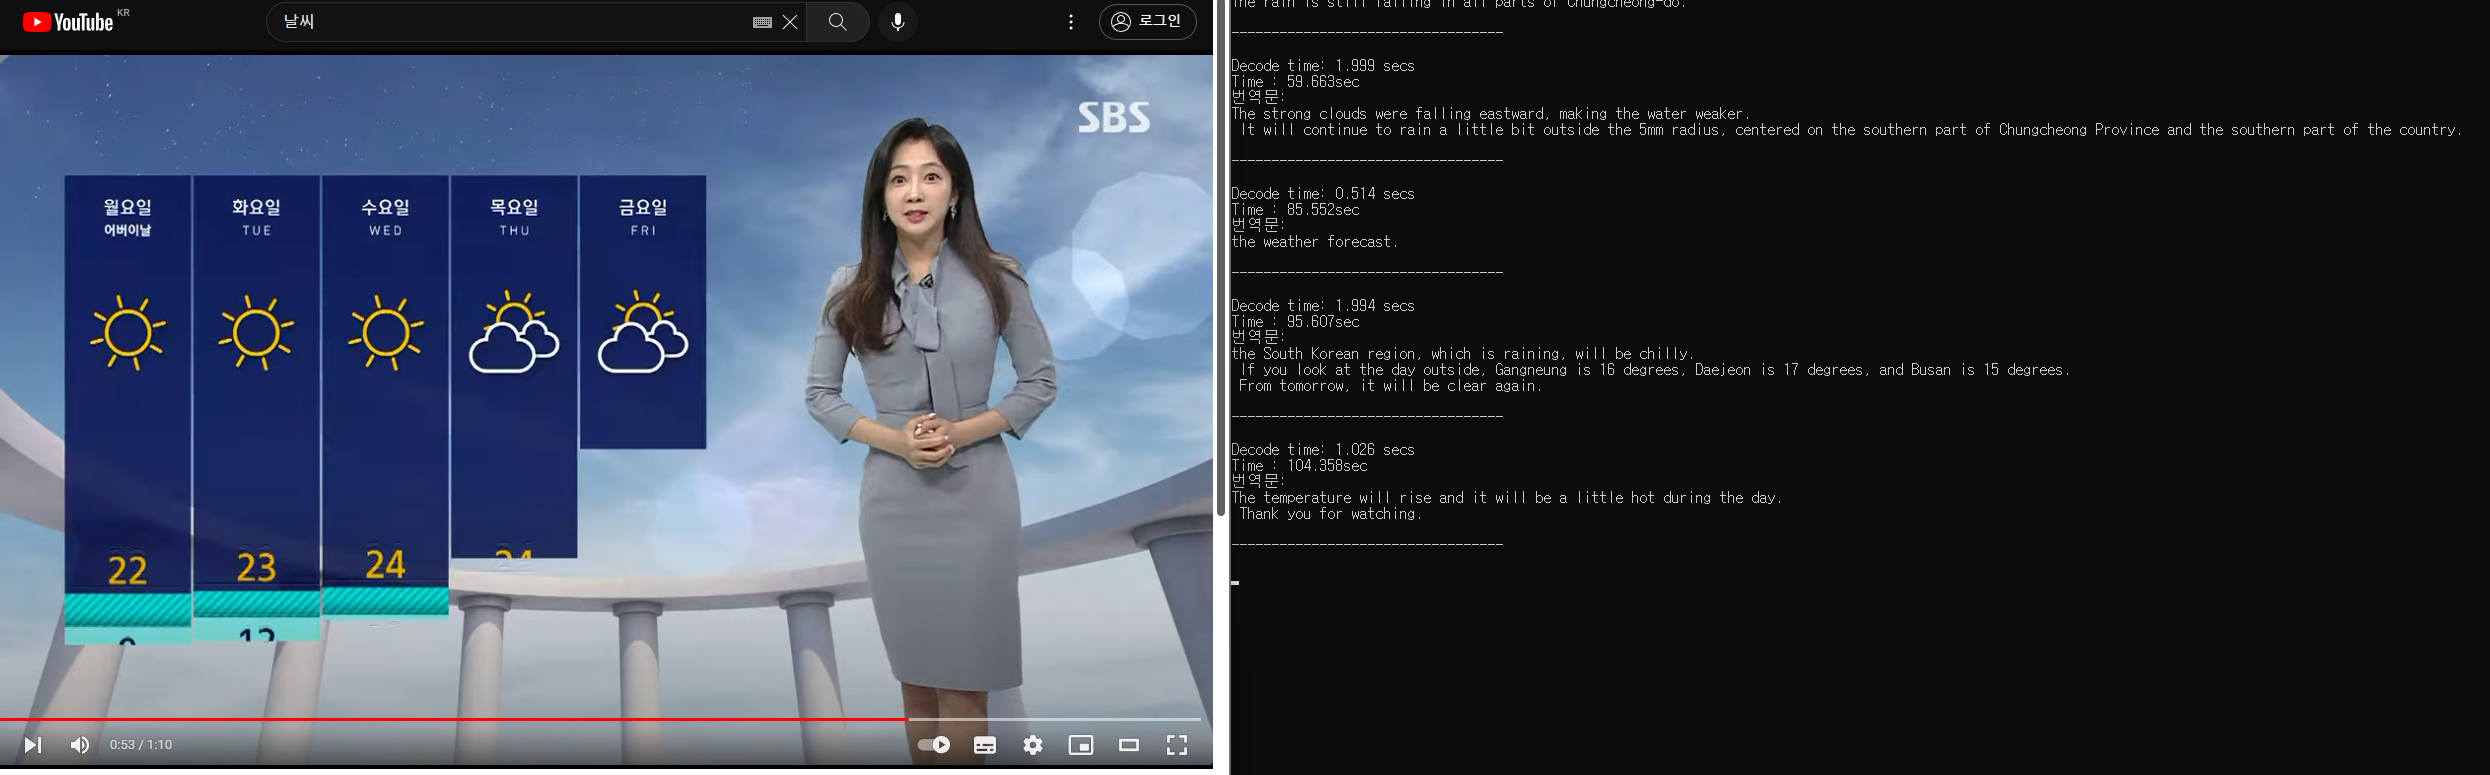 YouTube KR
날씨
로그인
SBS
월요일
어버이날
22
화요일
TUE
23
12
수요일
WED
24
목요일
THU
24
금요일
FRI
0:53 / 1:10
The rain is still falling in all parts of Chungcheong-do.
----------------------------------
Decode time: 1.999 secs
Time : 59.663sec
번역문:
The strong clouds were falling eastward, making the water weaker.
It will continue to rain a little bit outside the 5mm radius, centered on the southern part of Chungcheong Province and the southern part of the country.
----------------------------------
Decode time: 0.514 secs
Time : 85.552sec
번역문:
the weather forecast.
----------------------------------
Decode time: 1.994 secs
Time : 95.607sec
번역문:
the South Korean region, which is raining, will be chilly.
If you look at the day outside, Gangneung is 16 degrees, Daejeon is 17 degrees, and Busan is 15 degrees.
From tomorrow, it will be clear again.
----------------------------------
Decode time: 1.026 secs
Time : 104.358sec
번역문:
The temperature will rise and it will be a little hot during the day.
Thank you for watching.
----------------------------------